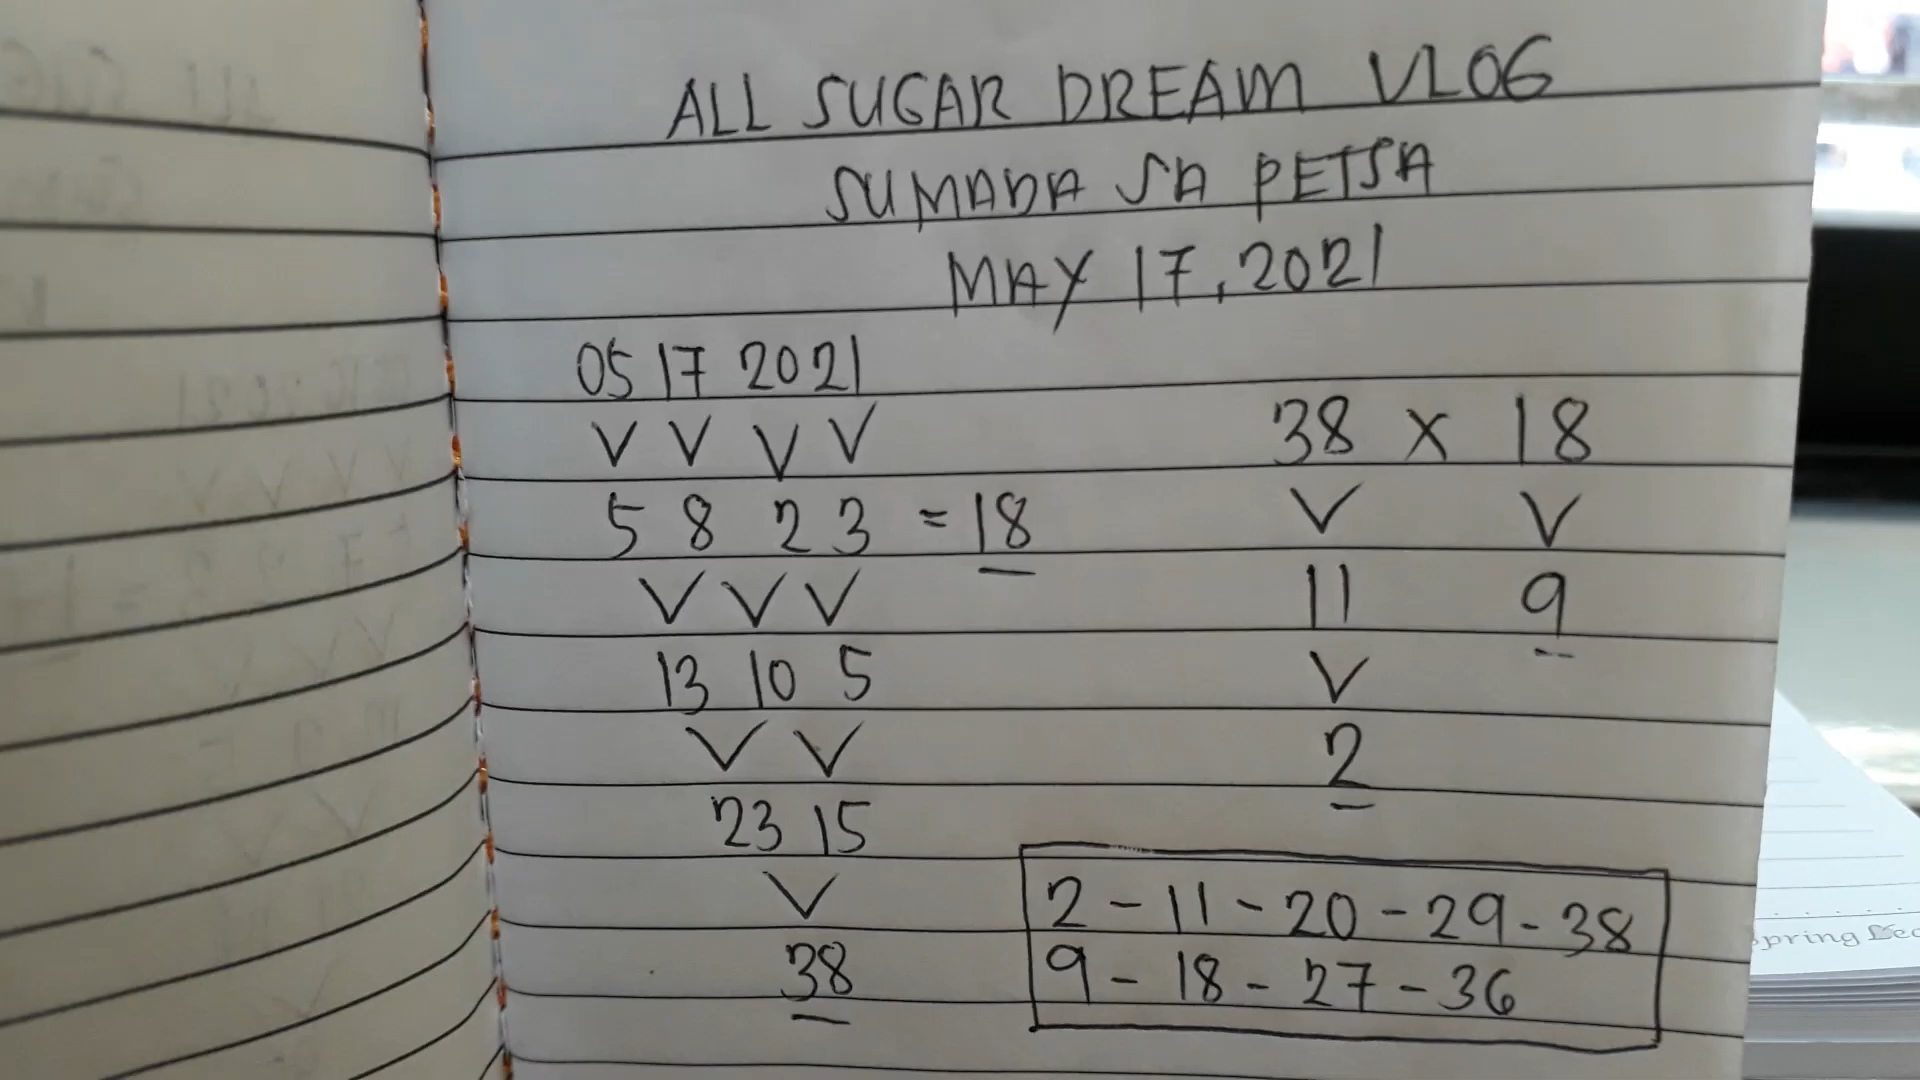 ALL SUGAR DREAM VLOG
SUMADA SA PETSA
MAY 17, 2021
05 17 2021
V V V V
5 8 2 3 = 18
V V V
13 10 5
V V
23 15
V
38
38 X 18
V V
11 9
V
2
2 - 11 - 20 - 29 - 38
9 - 18 - 27 - 36